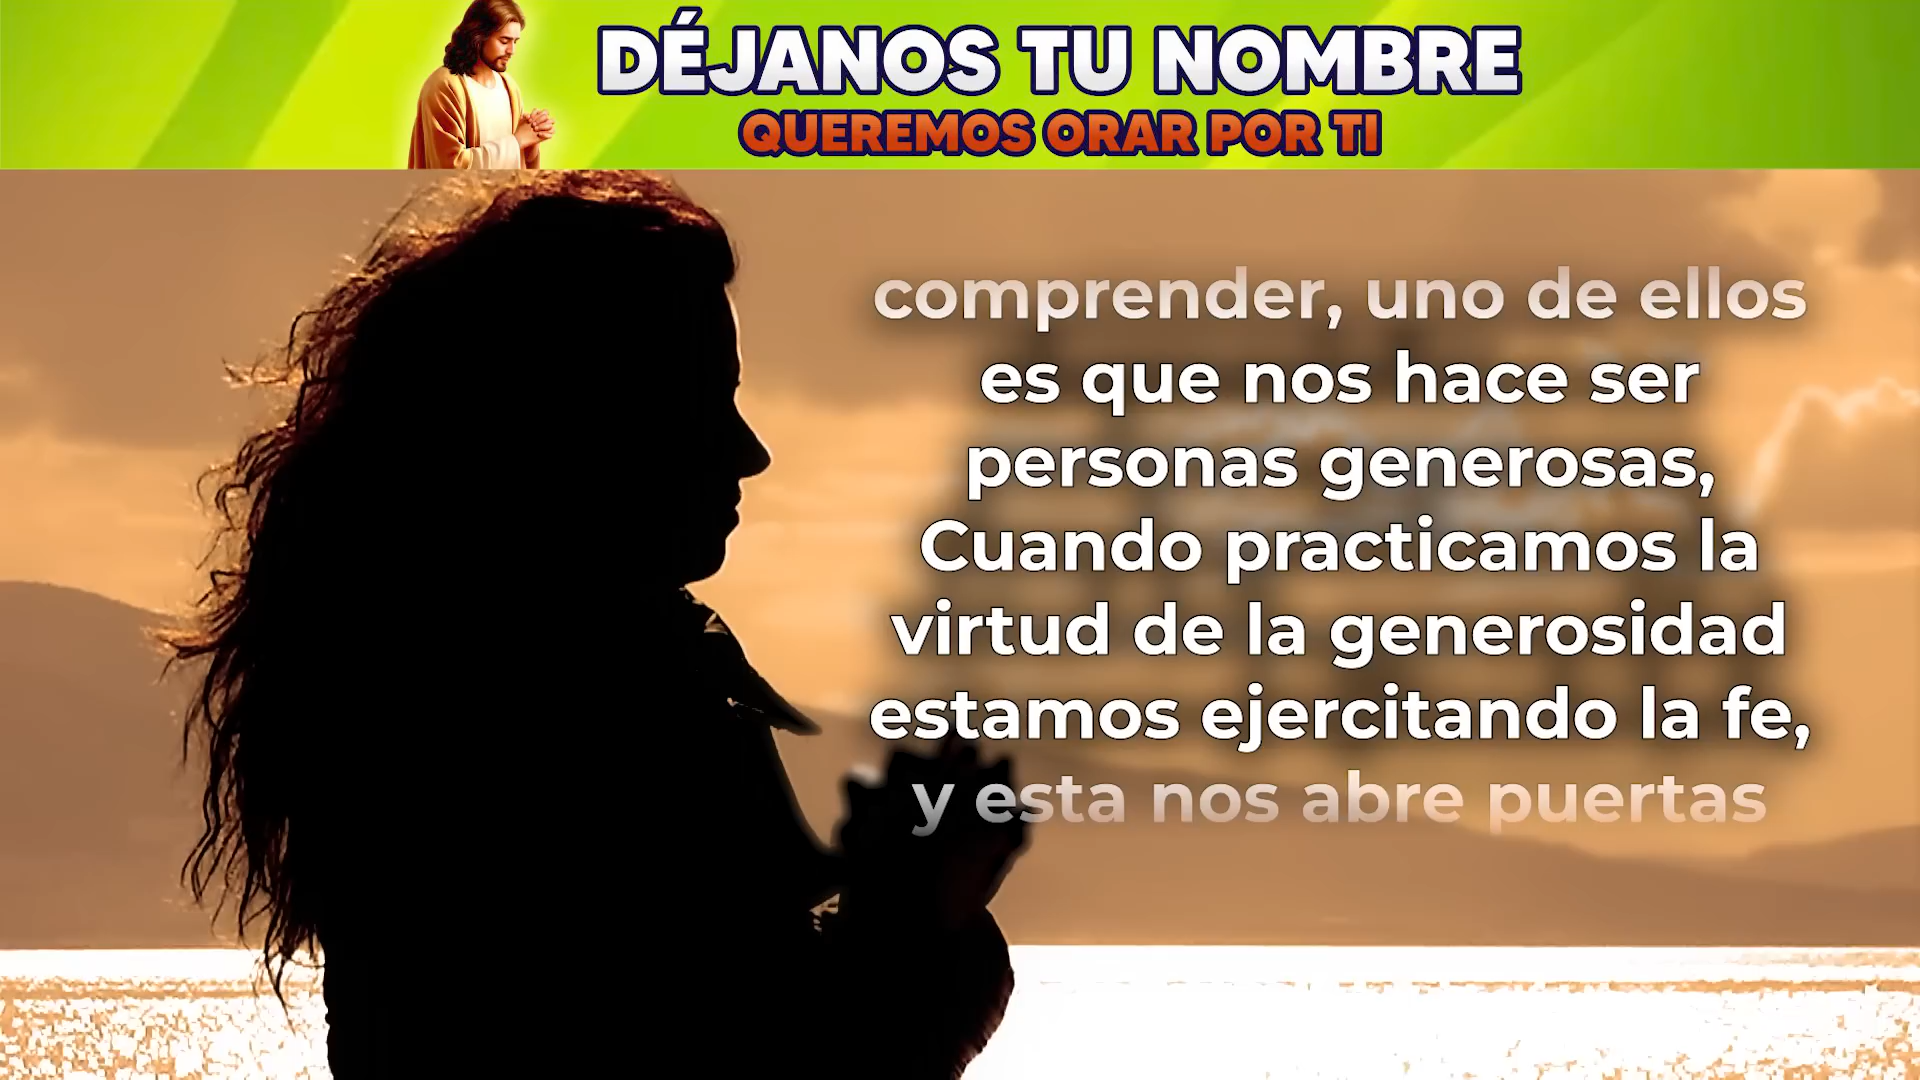 DÉJANOS TU NOMBRE
QUEREMOS ORAR POR TI
comprender, uno de ellos
es que nos hace ser
personas generosas,
Cuando practicamos la
virtud de la generosidad
estamos ejercitando la fe,
y esta nos abre puertas